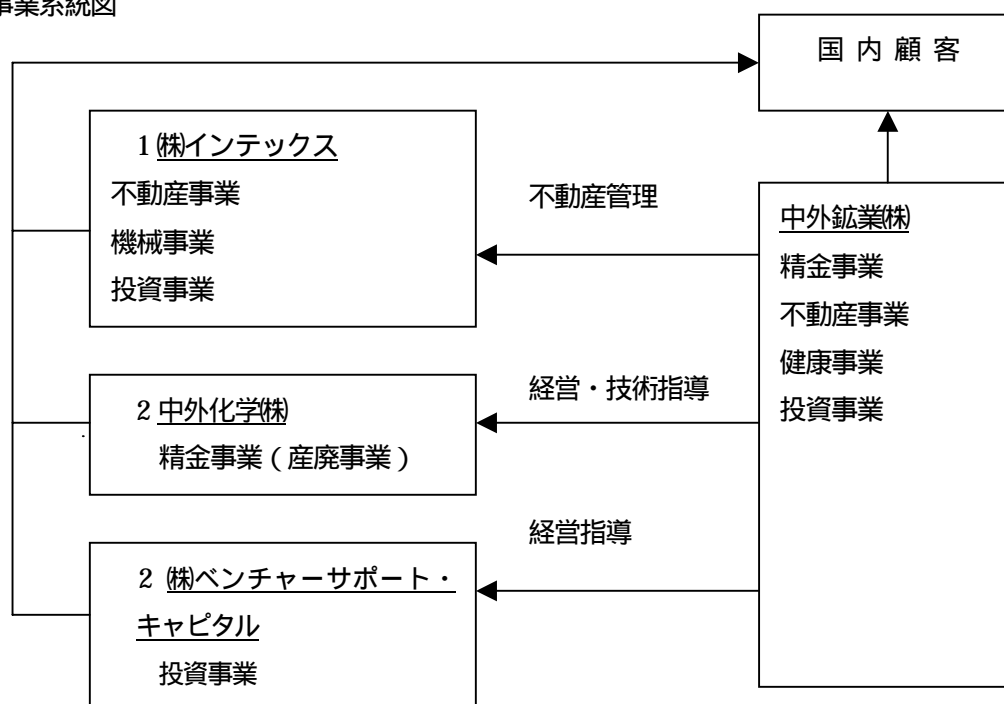 事業系統図
国内顧客
1㈱インテックス
不動産事業
機械事業
投資事業
不動産管理
中外鉱業㈱
精金事業
不動産事業
健康事業
投資事業
経営・技術指導
2 中外化学㈱
精金事業（産廃事業）
経営指導
2 ㈱ベンチャーサポート・
キャピタル
投資事業